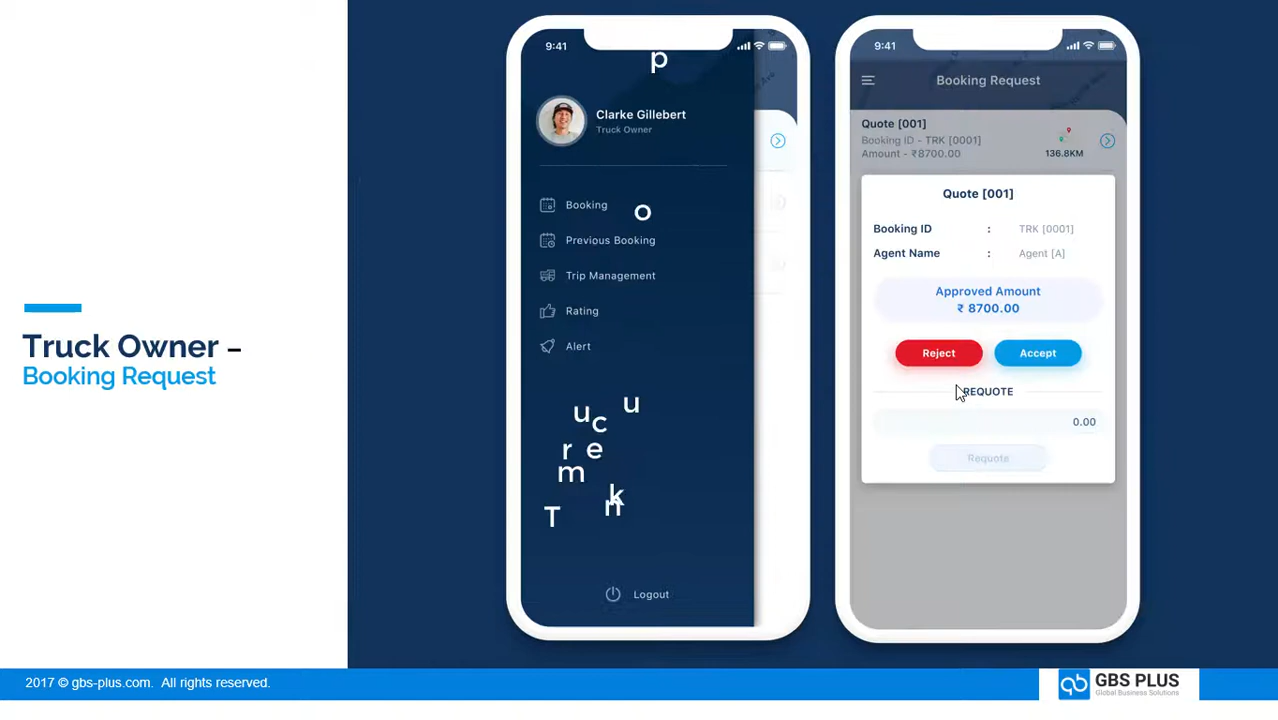 Truck Owner –
Booking Request
9:41
p
Clarke Gillebert
Truck Owner
Booking
o
Previous Booking
Trip Management
Rating
Alert
u
u
c
r
e
m
k
n
T
Logout
9:41
Booking Request
Quote [001]
Booking ID - TRK [0001]
Amount - ₹8700.00
136.8KM
Quote [001]
Booking ID : TRK [0001]
Agent Name : Agent [A]
Approved Amount
₹ 8700.00
Reject
Accept
REQUOTE
0.00
Requote
2017 © gbs-plus.com. All rights reserved.
GBS PLUS
Global Business Solutions